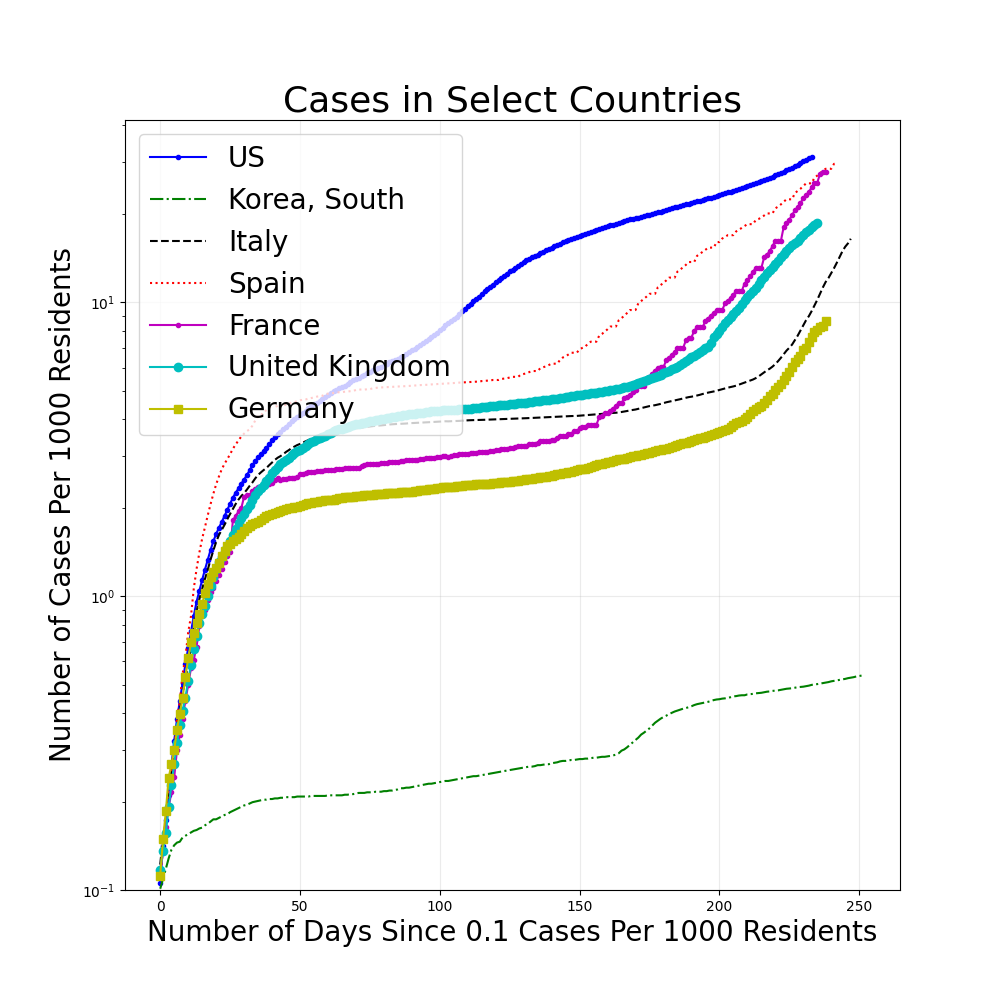 Cases in Select Countries
US
Korea, South
Italy
Spain
France
United Kingdom
Germany
Number of Cases Per 1000 Residents
10¹
10⁰
10⁻¹
0 50 100 150 200 250
Number of Days Since 0.1 Cases Per 1000 Residents